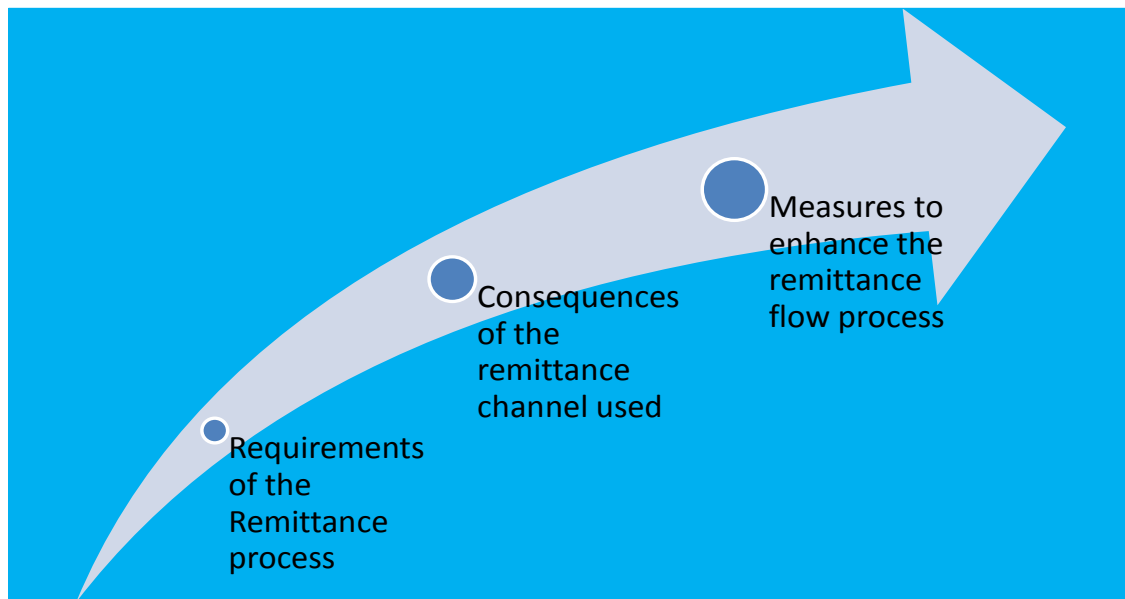 Requirements
of the
Remittance
process
Consequences
of the
remittance
channel used
Measures to
enhance the
remittance
flow process